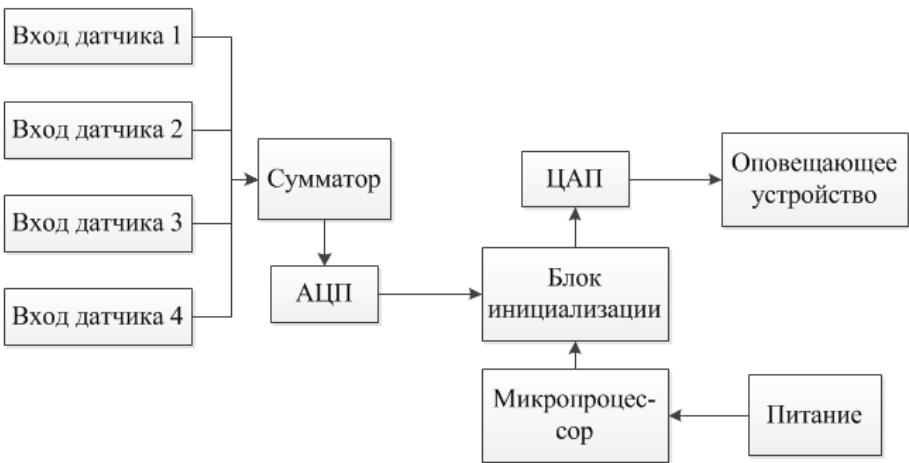 Вход датчика 1
Вход датчика 2
Вход датчика 3
Вход датчика 4
Сумматор
АЦП
ЦАП
Оповещающее
устройство
Блок
инициализации
Микропроцес-
сор
Питание